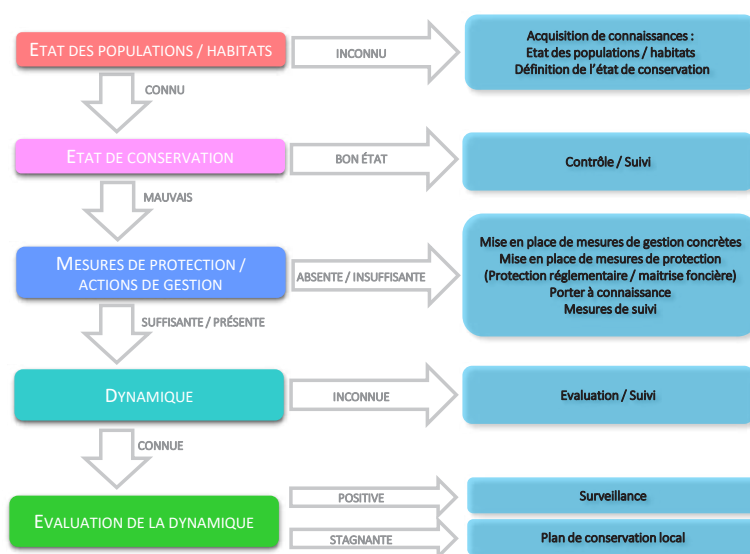 ETAT DES POPULATIONS / HABITATS
INCONNU
Acquisition de connaissances :
Etat des populations / habitats
Définition de l'état de conservation
CONNU
ETAT DE CONSERVATION
BON ÉTAT
Contrôle / Suivi
MAUVAIS
MESURES DE PROTECTION /
ACTIONS DE GESTION
ABSENTE / INSUFFISANTE
Mise en place de mesures de gestion concrètes
Mise en place de mesures de protection
(Protection réglementaire / maitrise foncière)
Porter à connaissance
Mesures de suivi
SUFFISANTE / PRÉSENTE
DYNAMIQUE
INCONNUE
Evaluation / Suivi
CONNUE
EVALUATION DE LA DYNAMIQUE
POSITIVE
Surveillance
STAGNANTE
Plan de conservation local